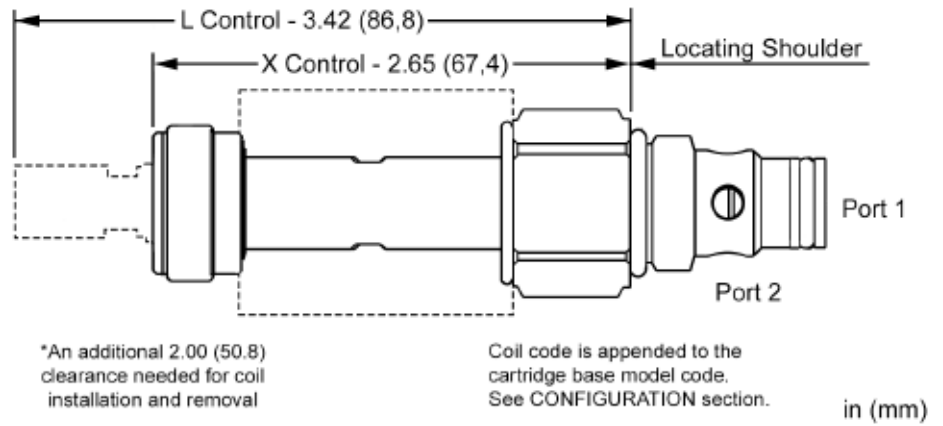 L Control - 3.42 (86,8)
X Control - 2.65 (67,4)
Locating Shoulder
Port 1
Port 2
*An additional 2.00 (50.8)
clearance needed for coil
installation and removal
Coil code is appended to the
cartridge base model code.
See CONFIGURATION section.
in (mm)